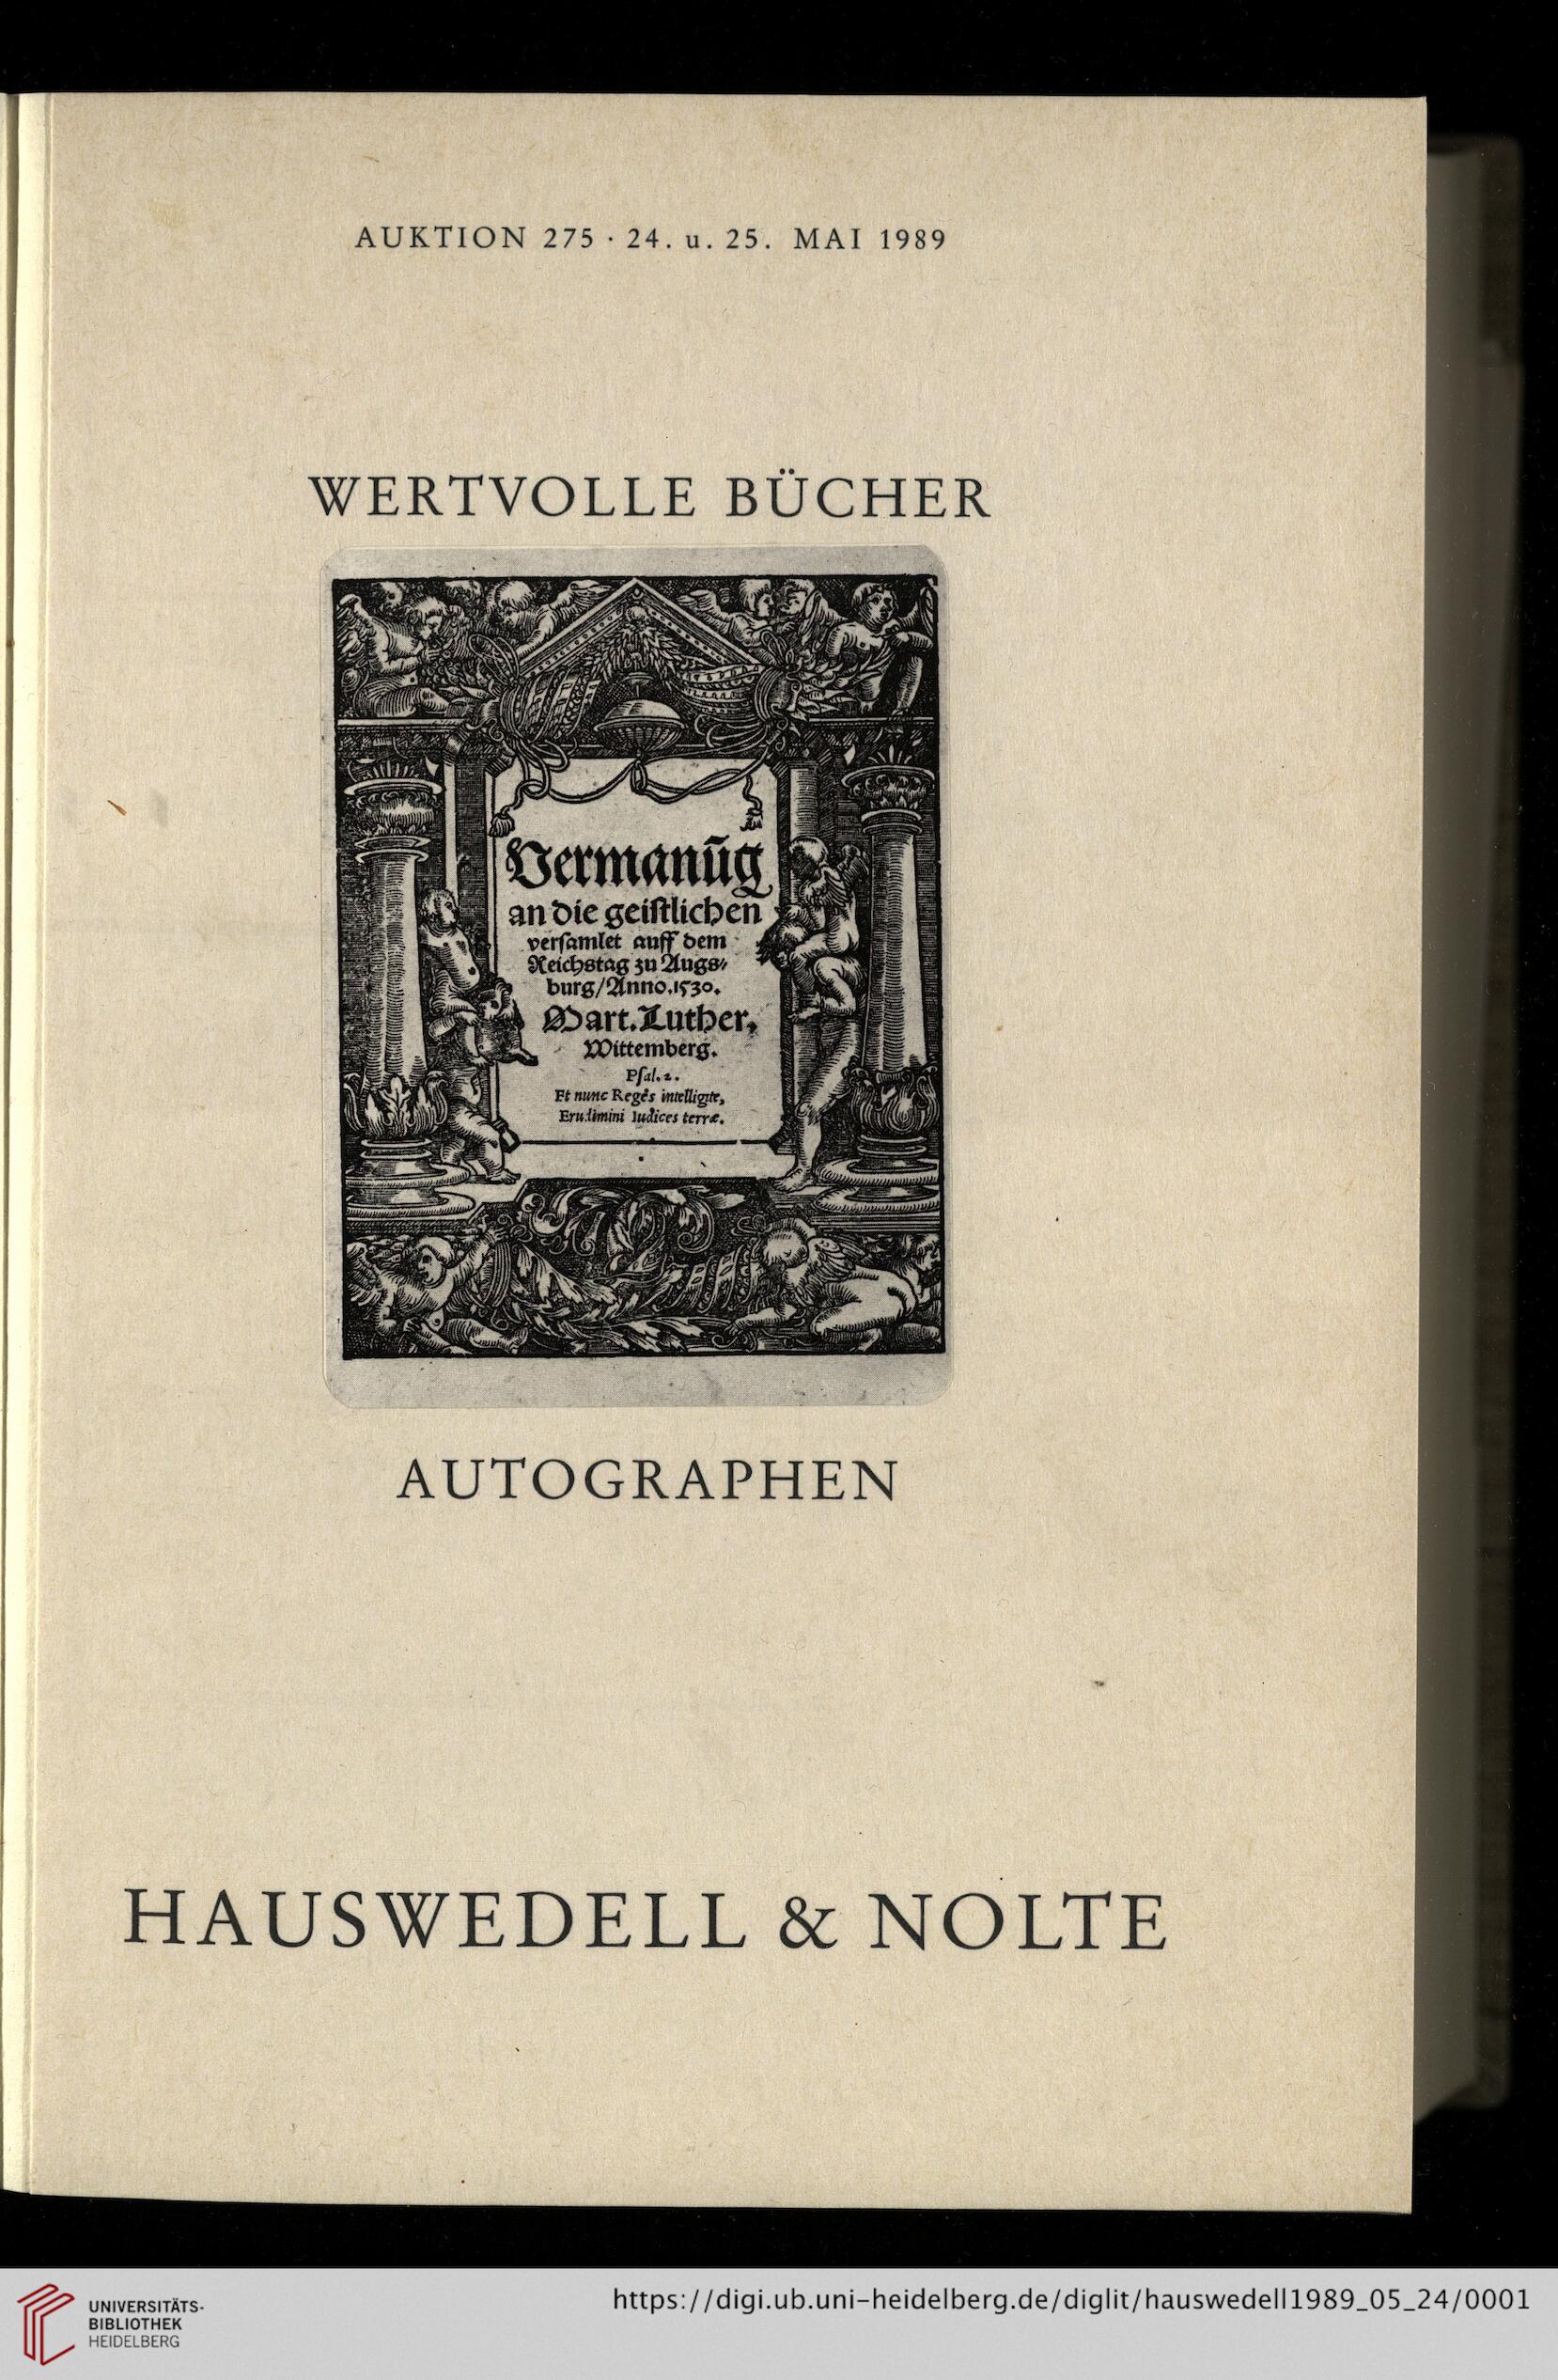 AUKTION 275 · 24. u. 25. MAI 1989
WERTVOLLE BÜCHER
Vermanūg
an die geiſtlichen
verſamlet auff dem
Reichstag zu Augs⸗
burg/Anno.1530.
Mart.Luther,
Wittemberg.
Pſal.2.
Et nunc Reges intelligite,
Erudimini Iudices terræ.
AUTOGRAPHEN
HAUSWEDELL & NOLTE
UNIVERSITÄTS-
BIBLIOTHEK
HEIDELBERG
https://digi.ub.uni-heidelberg.de/diglit/hauswedell1989_05_24/0001